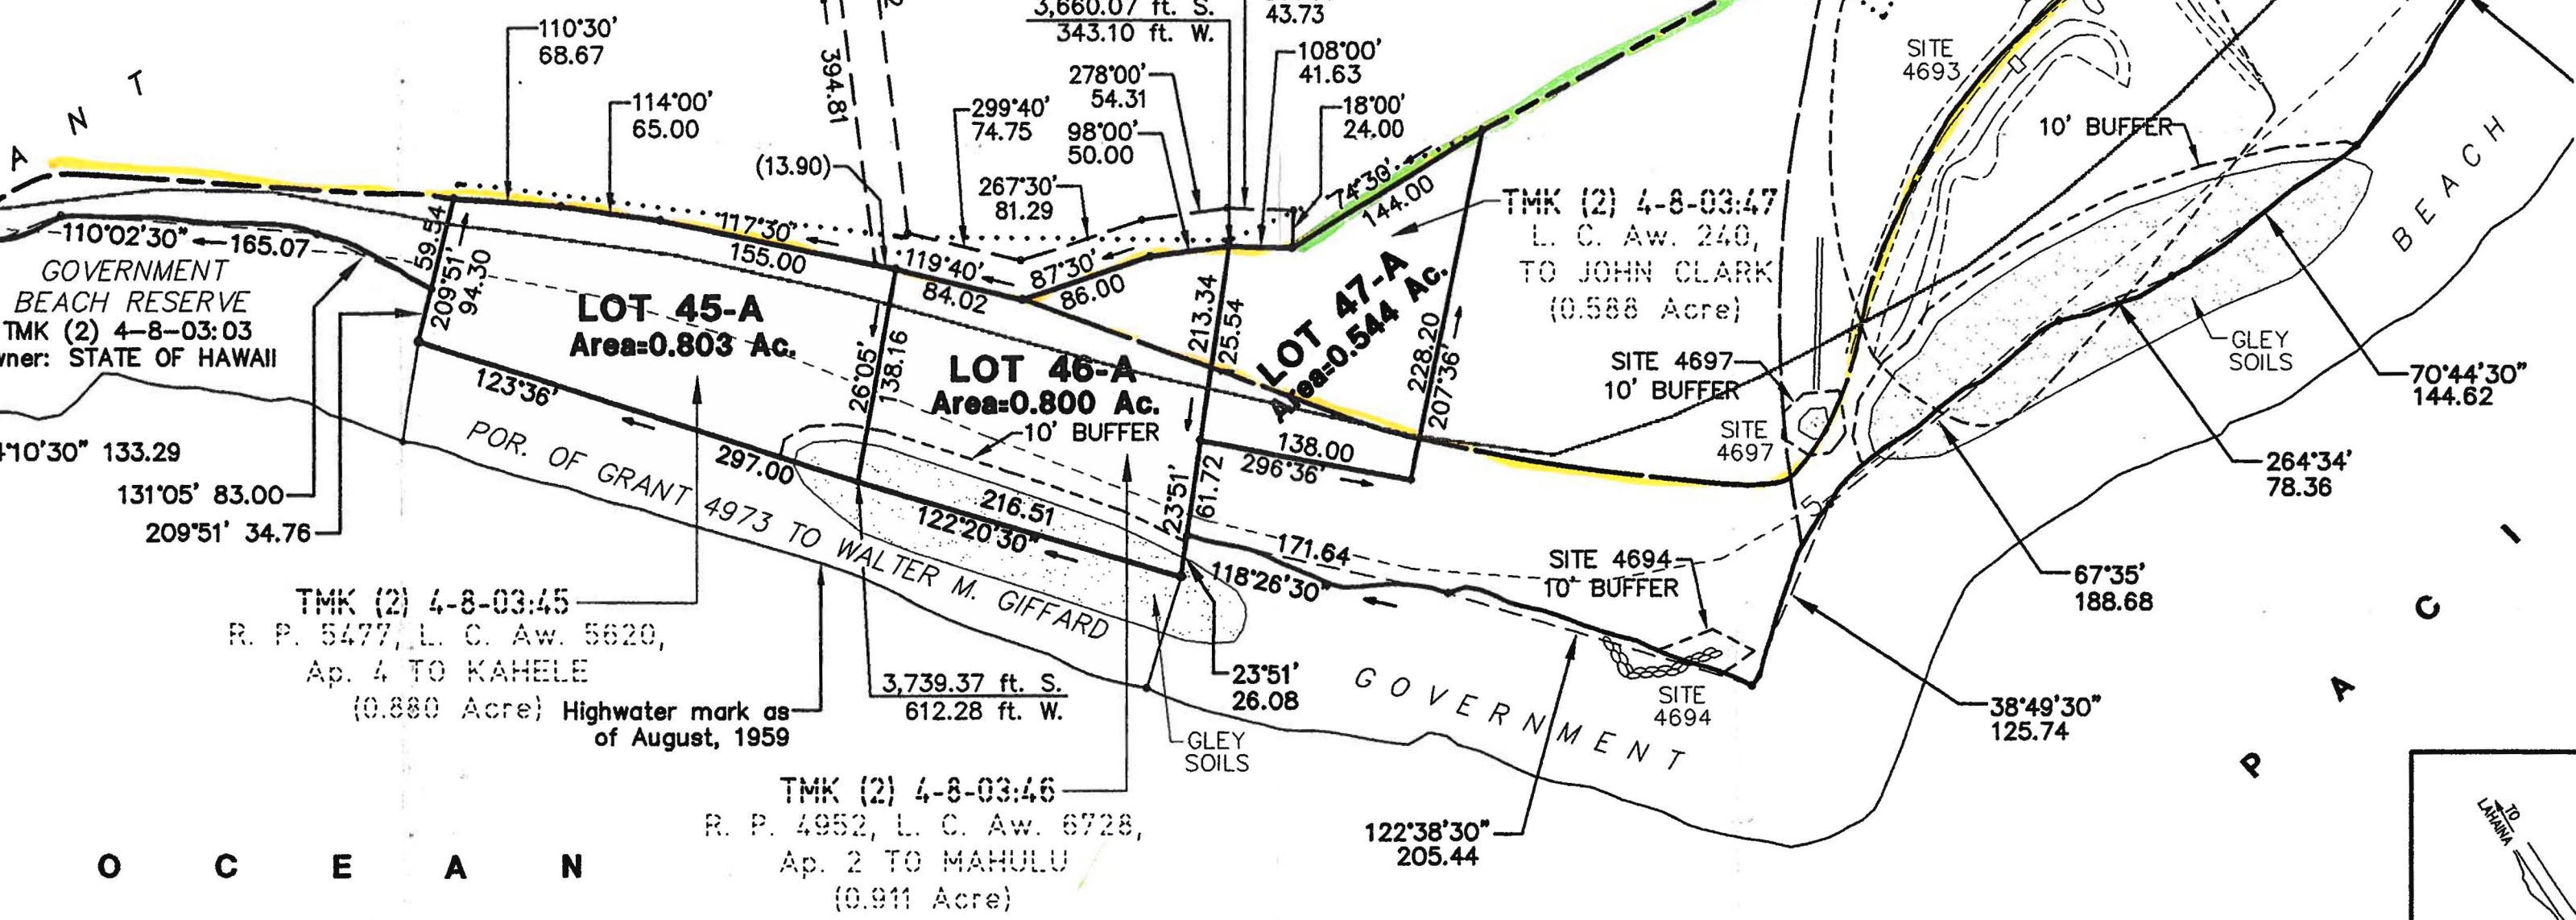 3,660.07 ft. S.
343.10 ft. W.
43.73
110°30'
68.67
114°00'
65.00
394.81
(13.90)
299°40'
74.75
278°00'
54.31
98°00'
50.00
267°30'
81.29
108°00'
41.63
18°00'
24.00
74°30'
144.00
A N T
117°30'
155.00
119°40'
84.02
87°30'
86.00
110°02'30" 165.07
59.54
209°51'
94.30
GOVERNMENT
BEACH RESERVE
TMK (2) 4-8-03:03
STATE OF HAWAII
LOT 45-A
Area=0.803 Ac.
26°05'
138.16
LOT 46-A
Area=0.800 Ac.
10' BUFFER
213.34
25.54
LOT 47-A
Area=0.544 Ac.
228.20
207°36'
TMK (2) 4-8-03:47
L. C. Aw. 240,
TO JOHN CLARK
(0.588 Acre)
SITE
4693
10' BUFFER
BEACH
SITE 4697
10' BUFFER
SITE
4697
GLEY
SOILS
70°44'30"
144.62
264°34'
78.36
67°35'
188.68
38°49'30"
125.74
123°36'
297.00
138.00
296°36'
23°51'
61.72
216.51
122°20'30"
171.64
118°26'30"
5
POR. OF GRANT 4973 TO WALTER M. GIFFARD
133.29
131°05' 83.00
209°51' 34.76
SITE 4694
10' BUFFER
SITE
4694
TMK (2) 4-8-03:45
R. P. 5477, L. C. Aw. 5620,
Ap. 4 TO KAHELE
(0.880 Acre)
Highwater mark as
of August, 1959
3,739.37 ft. S.
612.28 ft. W.
23°51'
26.08
GLEY
SOILS
GOVERNMENT
TMK (2) 4-8-03:46
R. P. 4952, L. C. Aw. 6728,
Ap. 2 TO MAHULU
(0.911 Acre)
122°38'30"
205.44
P A C I
O C E A N
TO
LAHAINA